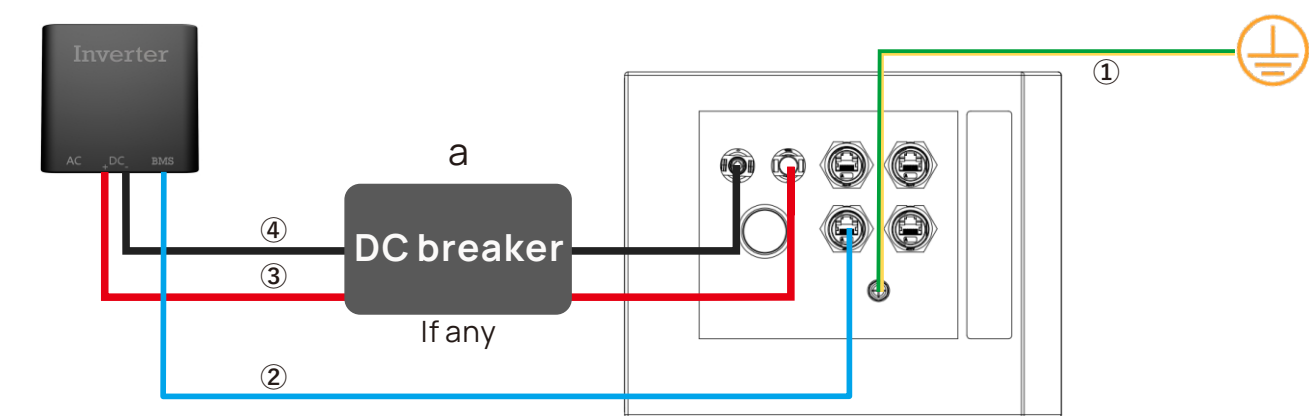 Inverter
AC + DC - BMS
①
a
④
DC breaker
③
If any
②